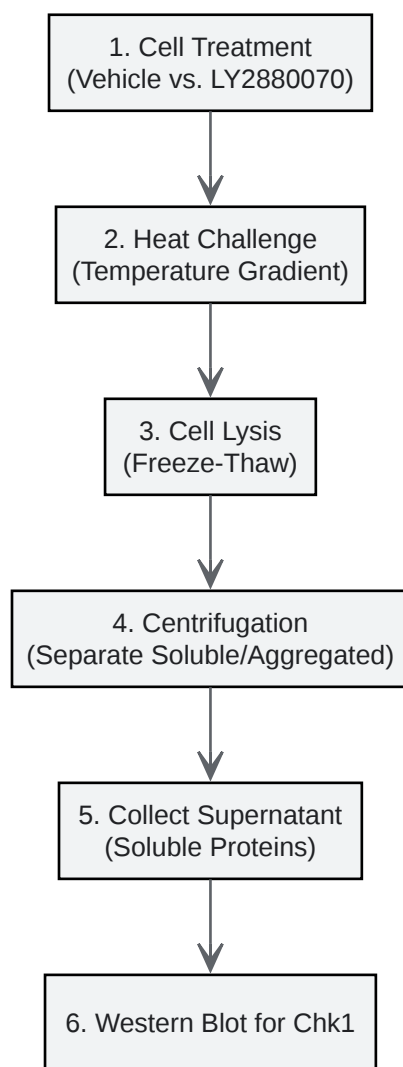 1. Cell Treatment
(Vehicle vs. LY2880070)
2. Heat Challenge
(Temperature Gradient)
3. Cell Lysis
(Freeze-Thaw)
4. Centrifugation
(Separate Soluble/Aggregated)
5. Collect Supernatant
(Soluble Proteins)
6. Western Blot for Chk1